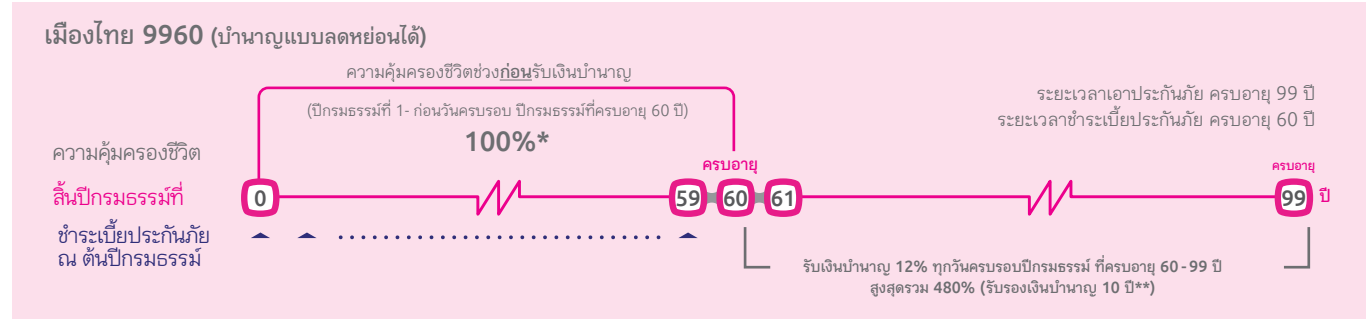 เมืองไทย 9960 (บำนาญแบบลดหย่อนได้)
ความคุ้มครองชีวิตช่วงก่อนรับเงินบำนาญ
(ปีกรมธรรม์ที่ 1- ก่อนวันครบรอบ ปีกรมธรรม์ที่ครบอายุ 60 ปี)
100%*
ระยะเวลาเอาประกันภัย ครบอายุ 99 ปี
ระยะเวลาชำระเบี้ยประกันภัย ครบอายุ 60 ปี
ความคุ้มครองชีวิต
ครบอายุ
ครบอายุ
สิ้นปีกรมธรรม์ที่ 0 59 60 61 99 ปี
ชำระเบี้ยประกันภัย
ณ ต้นปีกรมธรรม์
รับเงินบำนาญ 12% ทุกวันครบรอบปีกรมธรรม์ ที่ครบอายุ 60-99 ปี
สูงสุดรวม 480% (รับรองเงินบำนาญ 10 ปี**)